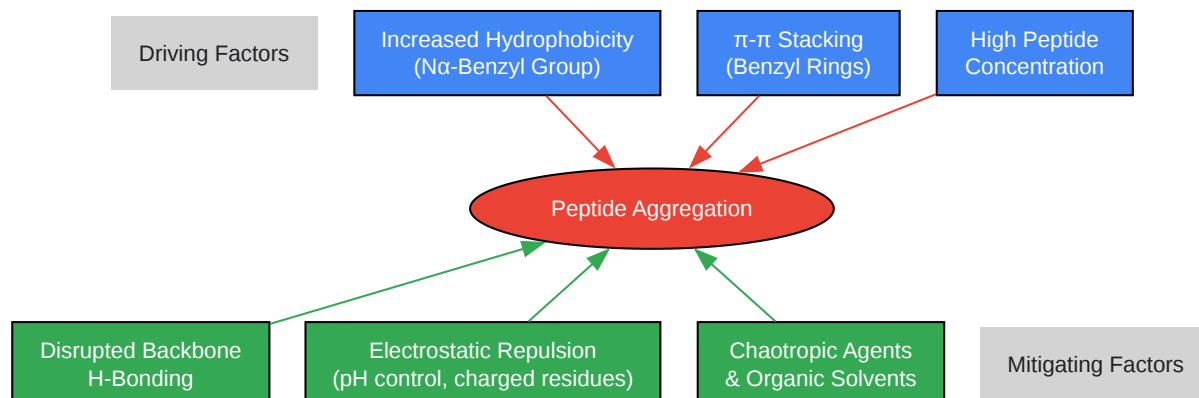 Driving Factors
Increased Hydrophobicity
(Nα-Benzyl Group)
π-π Stacking
(Benzyl Rings)
High Peptide
Concentration
Peptide Aggregation
Disrupted Backbone
H-Bonding
Electrostatic Repulsion
(pH control, charged residues)
Chaotropic Agents
& Organic Solvents
Mitigating Factors